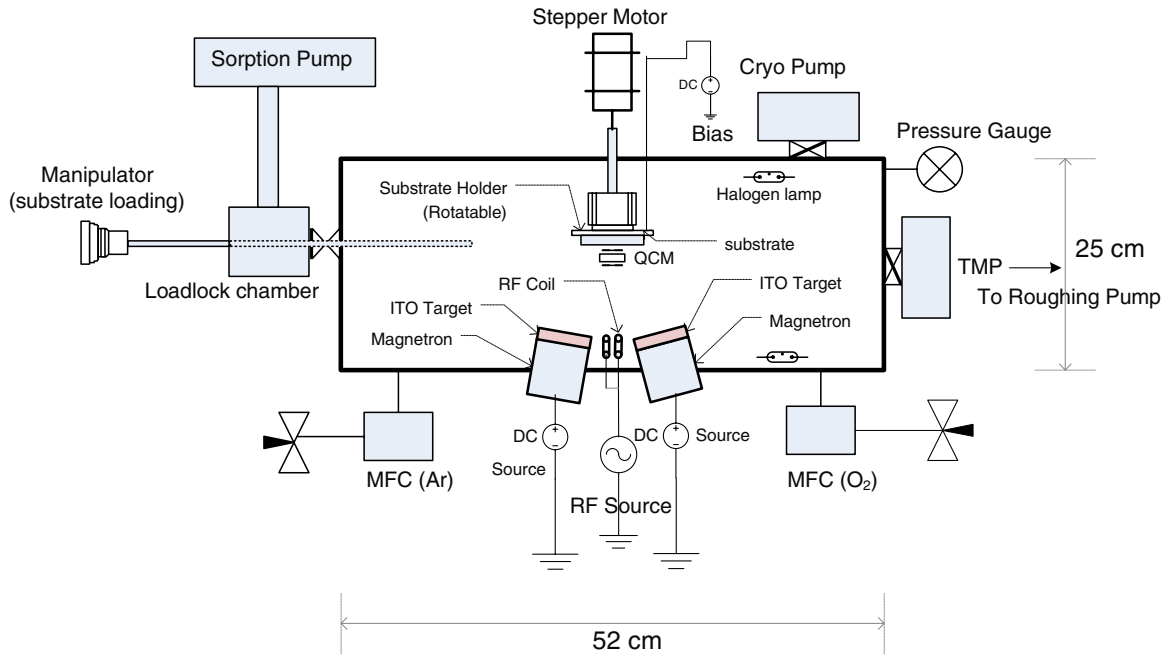 Stepper Motor
Sorption Pump
Cryo Pump
DC
Bias
Pressure Gauge
Manipulator
(substrate loading)
Substrate Holder
(Rotatable)
Halogen lamp
substrate
QCM
Loadlock chamber
RF Coil
ITO Target
TMP
25 cm
To Roughing Pump
ITO Target
Magnetron
Magnetron
DC
Source
DC
Source
MFC (Ar)
RF Source
MFC (O₂)
52 cm